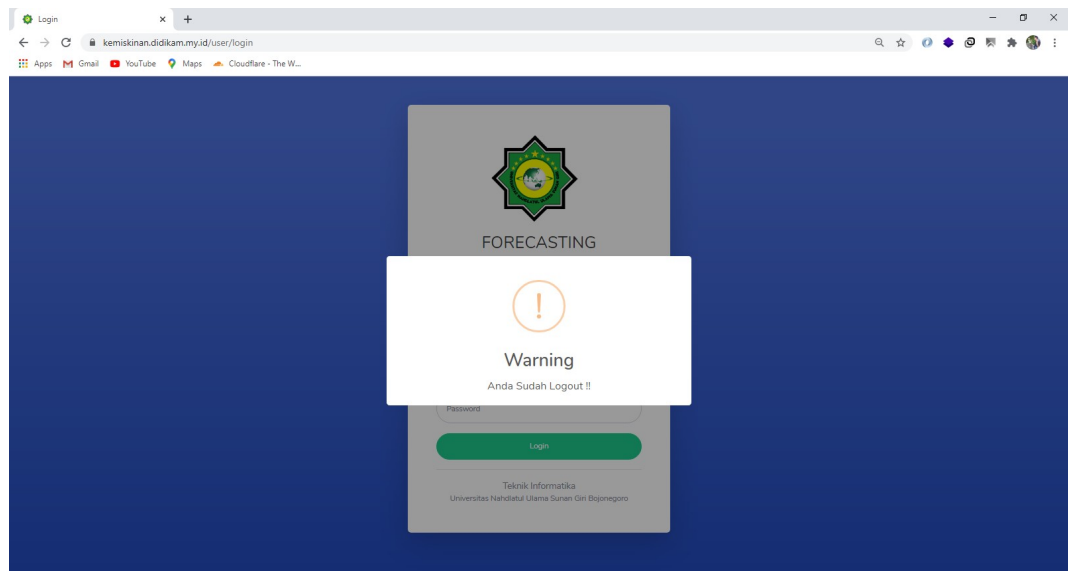 Login
kemiskinan.didikam.my.id/user/login
Apps Gmail YouTube Maps Cloudflare - The W...
FORECASTING
!
Warning
Anda Sudah Logout !!
Password
Login
Teknik Informatika
Universitas Nahdlatul Ulama Sunan Giri Bojonegoro